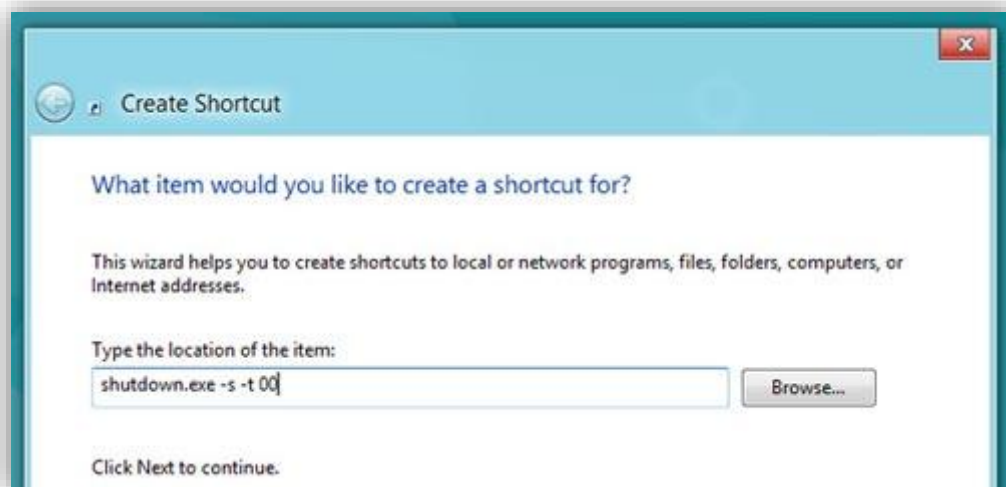 Create Shortcut
What item would you like to create a shortcut for?
This wizard helps you to create shortcuts to local or network programs, files, folders, computers, or
Internet addresses.
Type the location of the item:
shutdown.exe -s -t 00
Browse...
Click Next to continue.